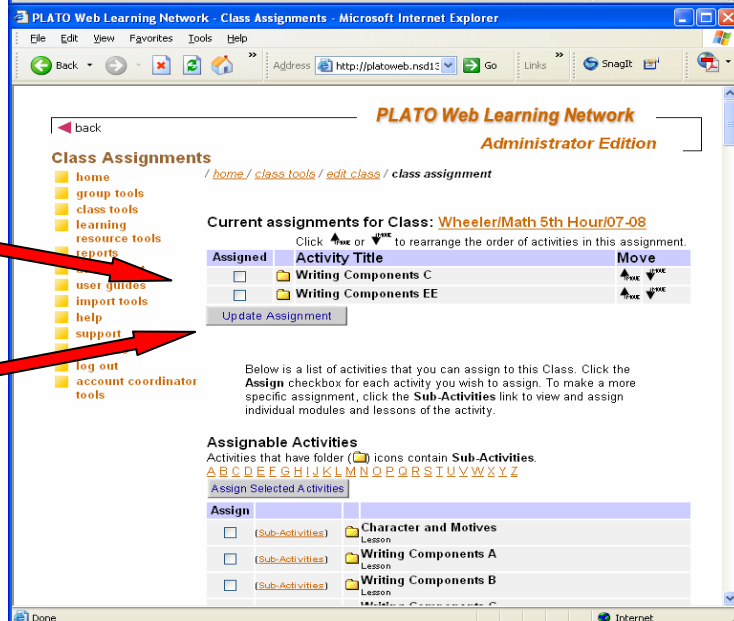 PLATO Web Learning Network - Class Assignments - Microsoft Internet Explorer
File Edit View Favorites Tools Help
Back » Address http://platoweb.nsd13 Go Links » SnagIt
back
PLATO Web Learning Network
Administrator Edition
Class Assignments
/ home / class tools / edit class / class assignment
home
group tools
class tools
learning
resource tools
reports
user guides
import tools
help
support
log out
account coordinator
tools
Current assignments for Class: Wheeler/Math 5th Hour/07-08
Click MOVE or MOVE to rearrange the order of activities in this assignment.
Assigned Activity Title Move
Writing Components C MOVE MOVE
Writing Components EE MOVE MOVE
Update Assignment
Below is a list of activities that you can assign to this Class. Click the
Assign checkbox for each activity you wish to assign. To make a more
specific assignment, click the Sub-Activities link to view and assign
individual modules and lessons of the activity.
Assignable Activities
Activities that have folder ( ) icons contain Sub-Activities.
A B C D E F G H I J K L M N O P Q R S T U V W X Y Z
Assign Selected Activities
Assign
(Sub-Activities) Character and Motives
Lesson
(Sub-Activities) Writing Components A
Lesson
(Sub-Activities) Writing Components B
Lesson
Writing Components C
Done Internet